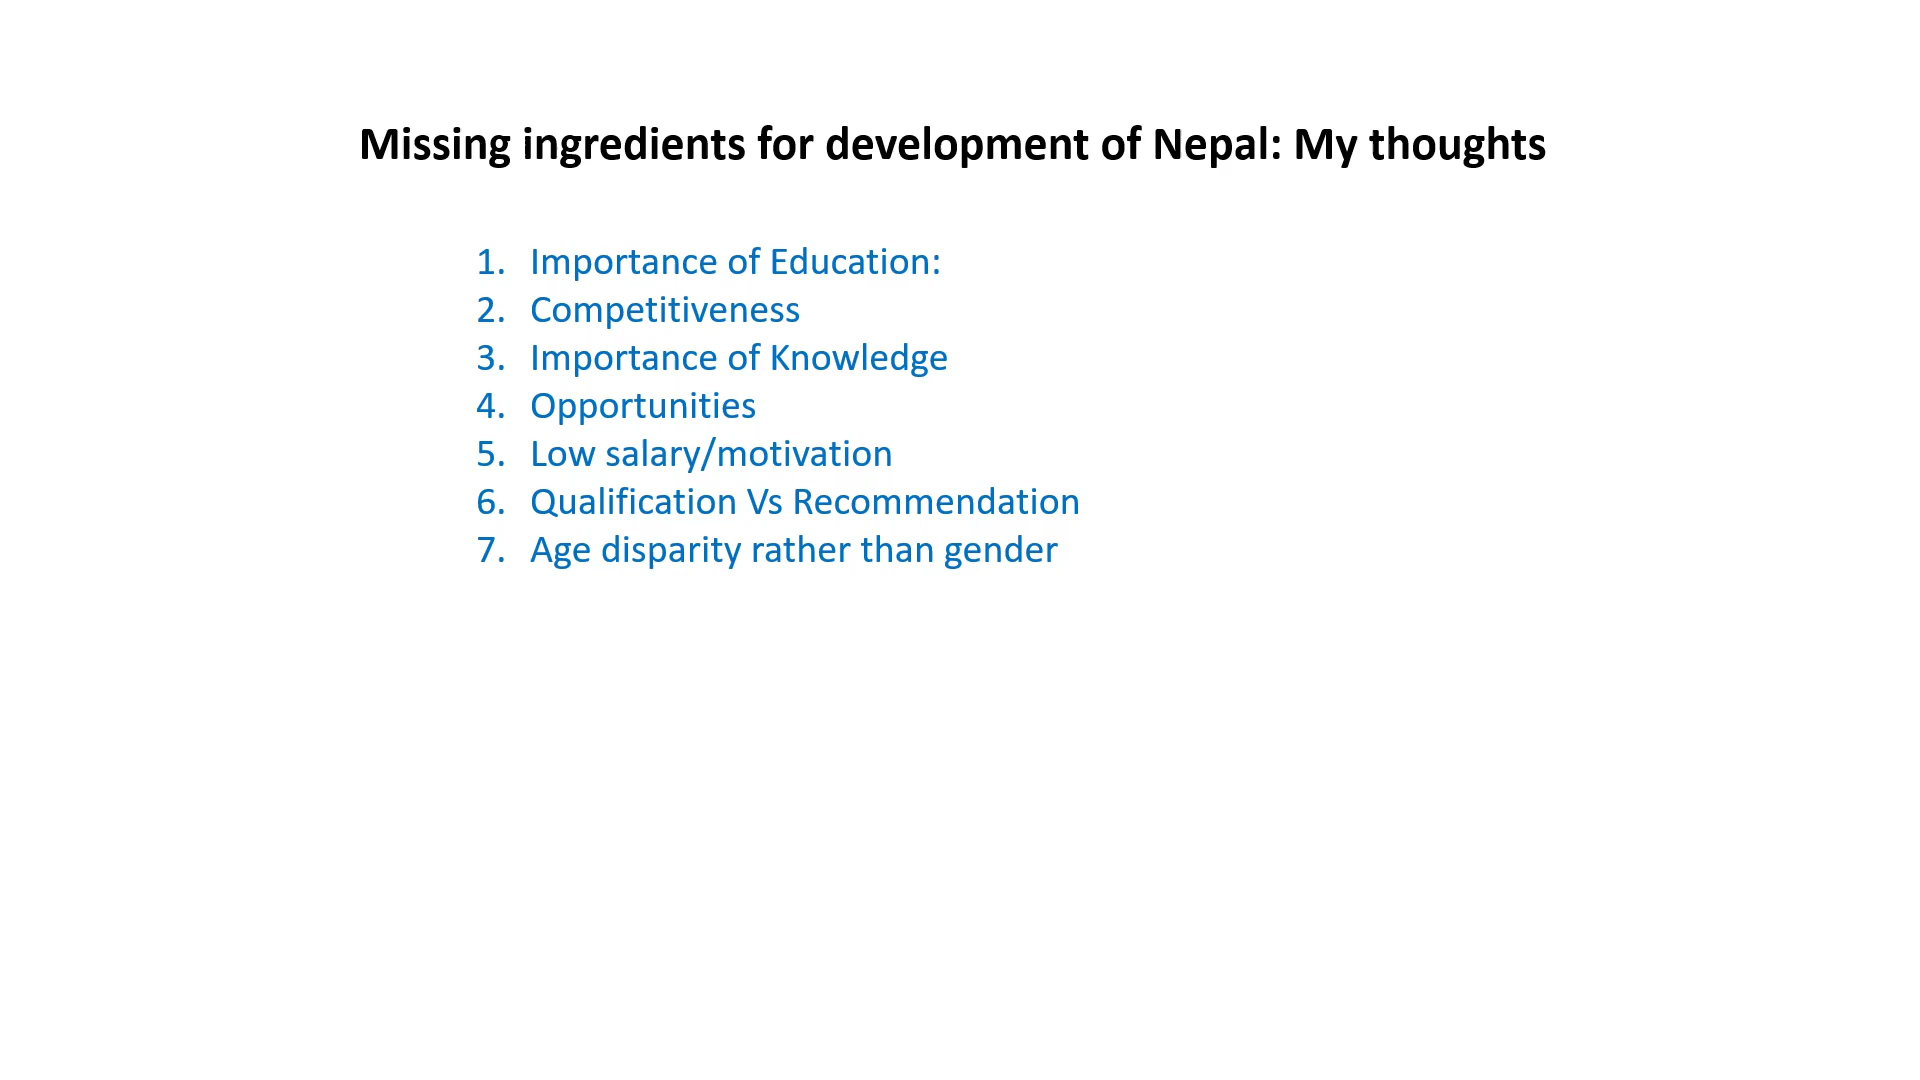 Missing ingredients for development of Nepal: My thoughts
1. Importance of Education:
2. Competitiveness
3. Importance of Knowledge
4. Opportunities
5. Low salary/motivation
6. Qualification Vs Recommendation
7. Age disparity rather than gender